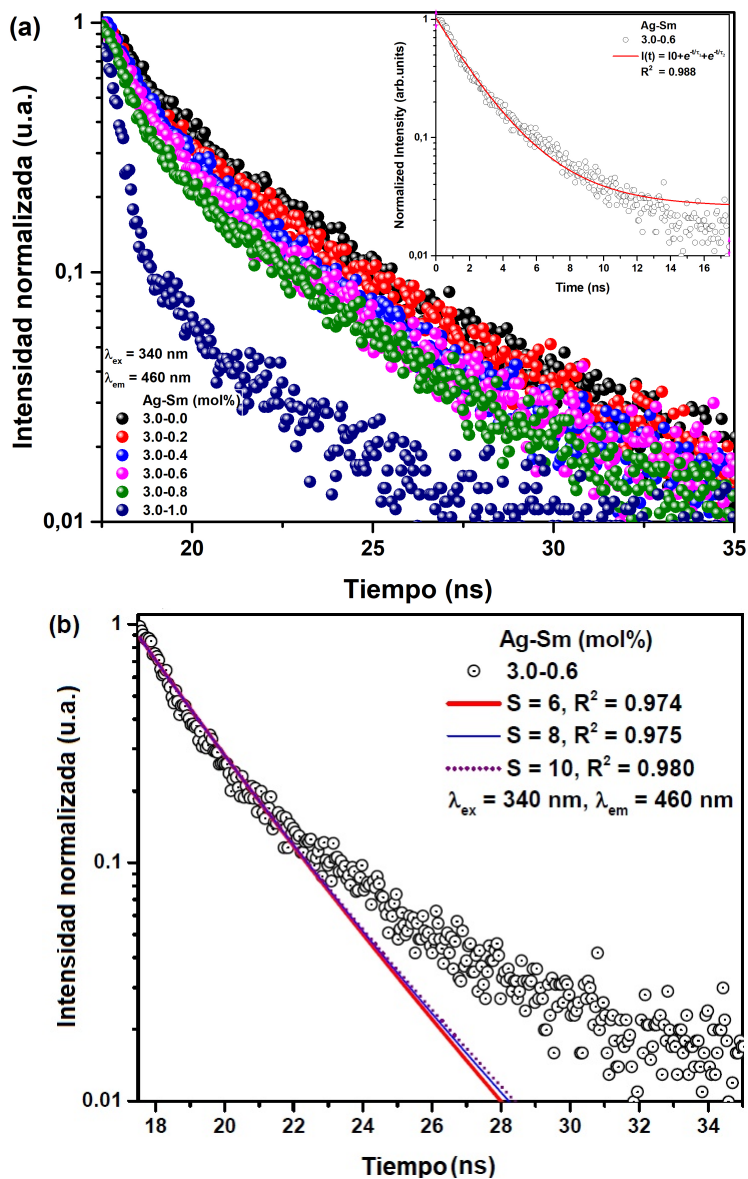 (a)
Intensidad normalizada (u.a.)
1
0,1
0,01
20
25
30
35
Tiempo (ns)
λex = 340 nm
λem = 460 nm
Ag-Sm (mol%)
3.0-0.0
3.0-0.2
3.0-0.4
3.0-0.6
3.0-0.8
3.0-1.0
Normalized Intensity (arb.units)
1
0,1
0,01
0
2
4
6
8
10
12
14
16
Time (ns)
Ag-Sm
3.0-0.6
I(t) = I0+e-t/τ1+e-t/τ2
R2 = 0.988
(b)
Intensidad normalizada (u.a.)
1
0.1
0.01
18
20
22
24
26
28
30
32
34
Tiempo (ns)
Ag-Sm (mol%)
3.0-0.6
S = 6, R2 = 0.974
S = 8, R2 = 0.975
S = 10, R2 = 0.980
λex = 340 nm, λem = 460 nm